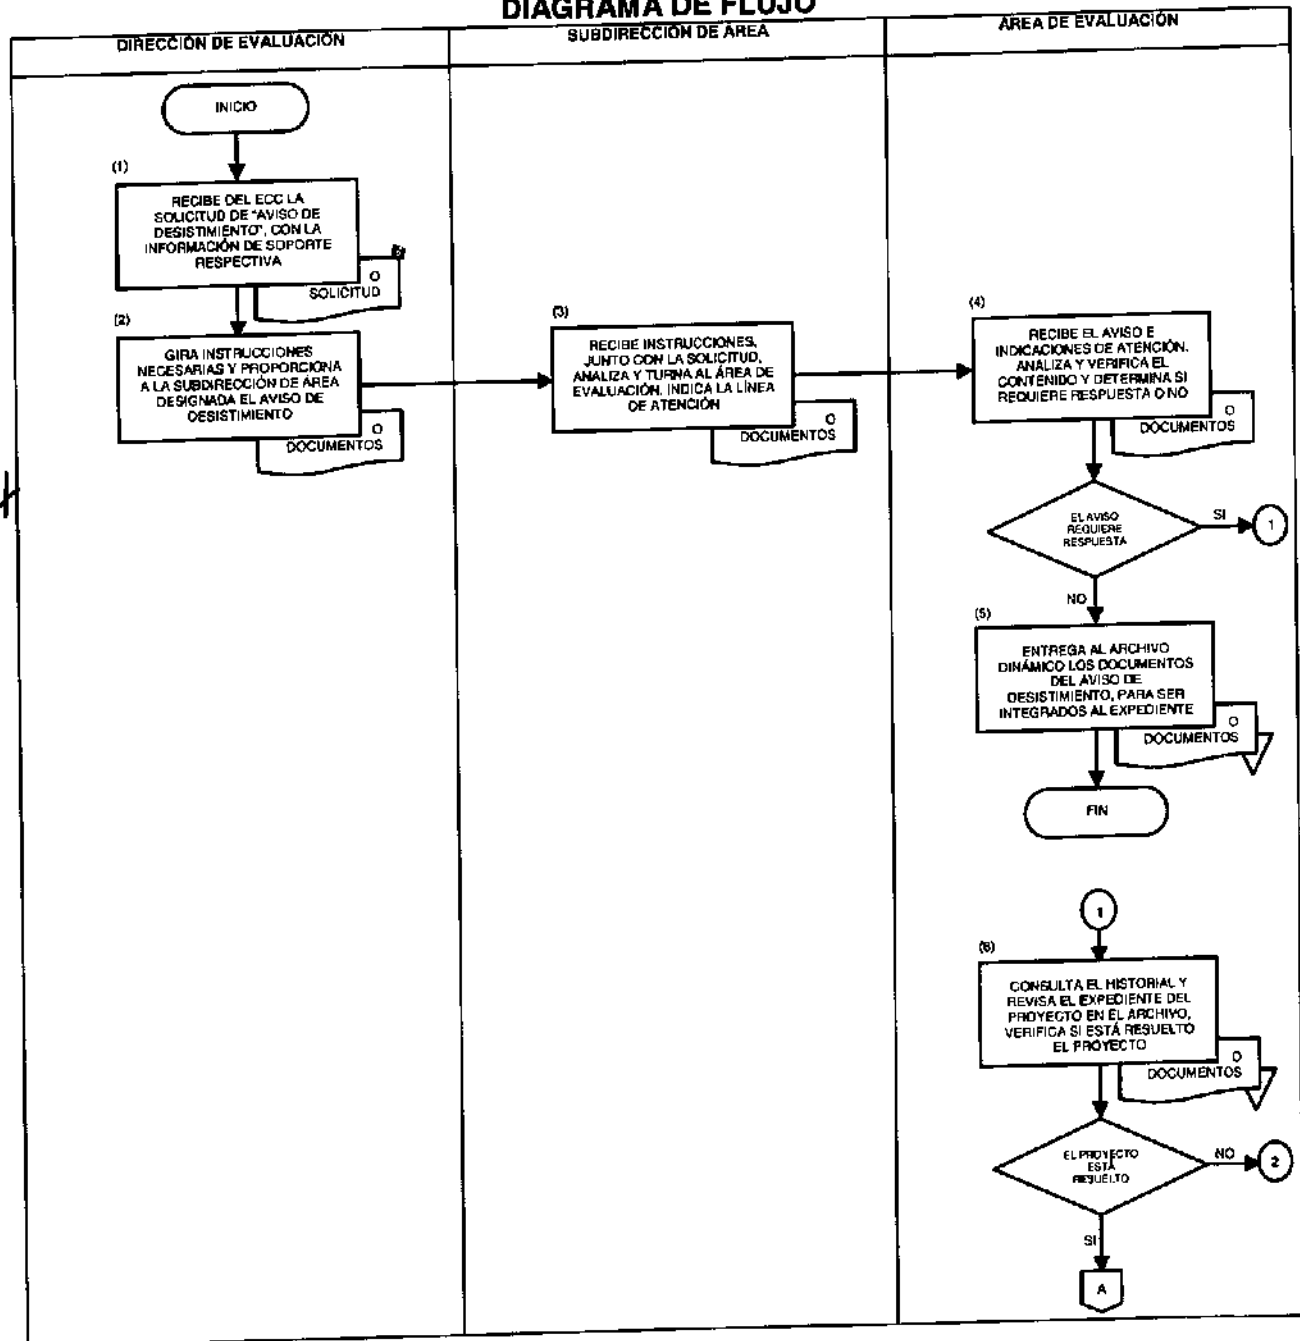 DIAGRAMA DE FLUJO
DIRECCIÓN DE EVALUACIÓN
SUBDIRECCIÓN DE ÁREA
ÁREA DE EVALUACIÓN
INICIO
(1)
RECIBE DEL ECC LA
SOLICITUD DE "AVISO DE
DESISTIMIENTO", CON LA
INFORMACIÓN DE SOPORTE
RESPECTIVA
O
SOLICITUD
(2)
GIRA INSTRUCCIONES
NECESARIAS Y PROPORCIONA
A LA SUBDIRECCIÓN DE ÁREA
DESIGNADA EL AVISO DE
DESISTIMIENTO
O
DOCUMENTOS
(3)
RECIBE INSTRUCCIONES,
JUNTO CON LA SOLICITUD,
ANALIZA Y TURNA AL ÁREA DE
EVALUACIÓN, INDICA LA LÍNEA
DE ATENCIÓN
O
DOCUMENTOS
(4)
RECIBE EL AVISO E
INDICACIONES DE ATENCIÓN.
ANALIZA Y VERIFICA EL
CONTENIDO Y DETERMINA SI
REQUIERE RESPUESTA O NO
O
DOCUMENTOS
EL AVISO
REQUIERE
RESPUESTA
SI
1
NO
(5)
ENTREGA AL ARCHIVO
DINÁMICO LOS DOCUMENTOS
DEL AVISO DE
DESISTIMIENTO, PARA SER
INTEGRADOS AL EXPEDIENTE
O
DOCUMENTOS
FIN
1
(6)
CONSULTA EL HISTORIAL Y
REVISA EL EXPEDIENTE DEL
PROYECTO EN EL ARCHIVO,
VERIFICA SI ESTÁ RESUELTO
EL PROYECTO
O
DOCUMENTOS
EL PROYECTO
ESTÁ
RESUELTO
NO
2
SI
A